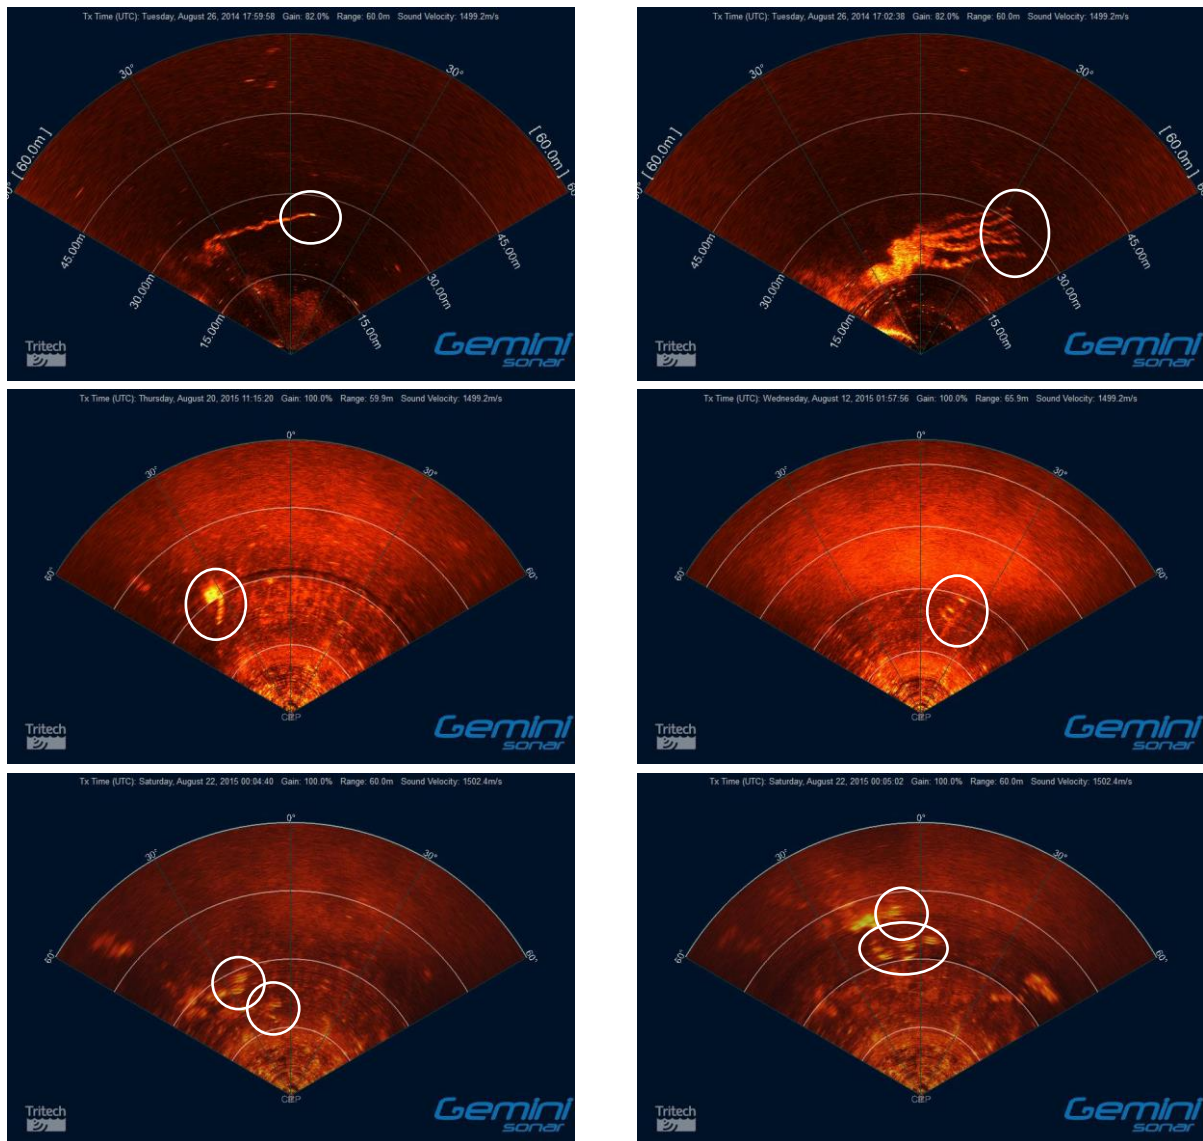 Tx Time (UTC): Tuesday, August 26, 2014 17:59:58 Gain: 82.0% Range: 60.0m Sound Velocity: 1499.2m/s
30°
30°
[ 60.0m ]
[ 60.0m ]
45.00m
45.00m
30.00m
30.00m
15.00m
15.00m
Tritech
Gemini
sonar
Tx Time (UTC): Tuesday, August 26, 2014 17:02:38 Gain: 82.0% Range: 60.0m Sound Velocity: 1499.2m/s
30°
30°
[ 60.0m ]
[ 60.0m ]
45.00m
45.00m
30.00m
30.00m
15.00m
15.00m
Tritech
Gemini
sonar
Tx Time (UTC): Thursday, August 20, 2015 11:15:20 Gain: 100.0% Range: 59.9m Sound Velocity: 1499.2m/s
0°
30°
30°
60°
60°
Tritech
Gemini
sonar
Tx Time (UTC): Wednesday, August 12, 2015 01:57:56 Gain: 100.0% Range: 65.9m Sound Velocity: 1499.2m/s
0°
30°
30°
60°
60°
Tritech
Gemini
sonar
Tx Time (UTC): Saturday, August 22, 2015 00:04:40 Gain: 100.0% Range: 60.0m Sound Velocity: 1502.4m/s
0°
30°
30°
60°
60°
Tritech
Gemini
sonar
Tx Time (UTC): Saturday, August 22, 2015 00:05:02 Gain: 100.0% Range: 60.0m Sound Velocity: 1502.4m/s
0°
30°
30°
60°
60°
Tritech
Gemini
sonar